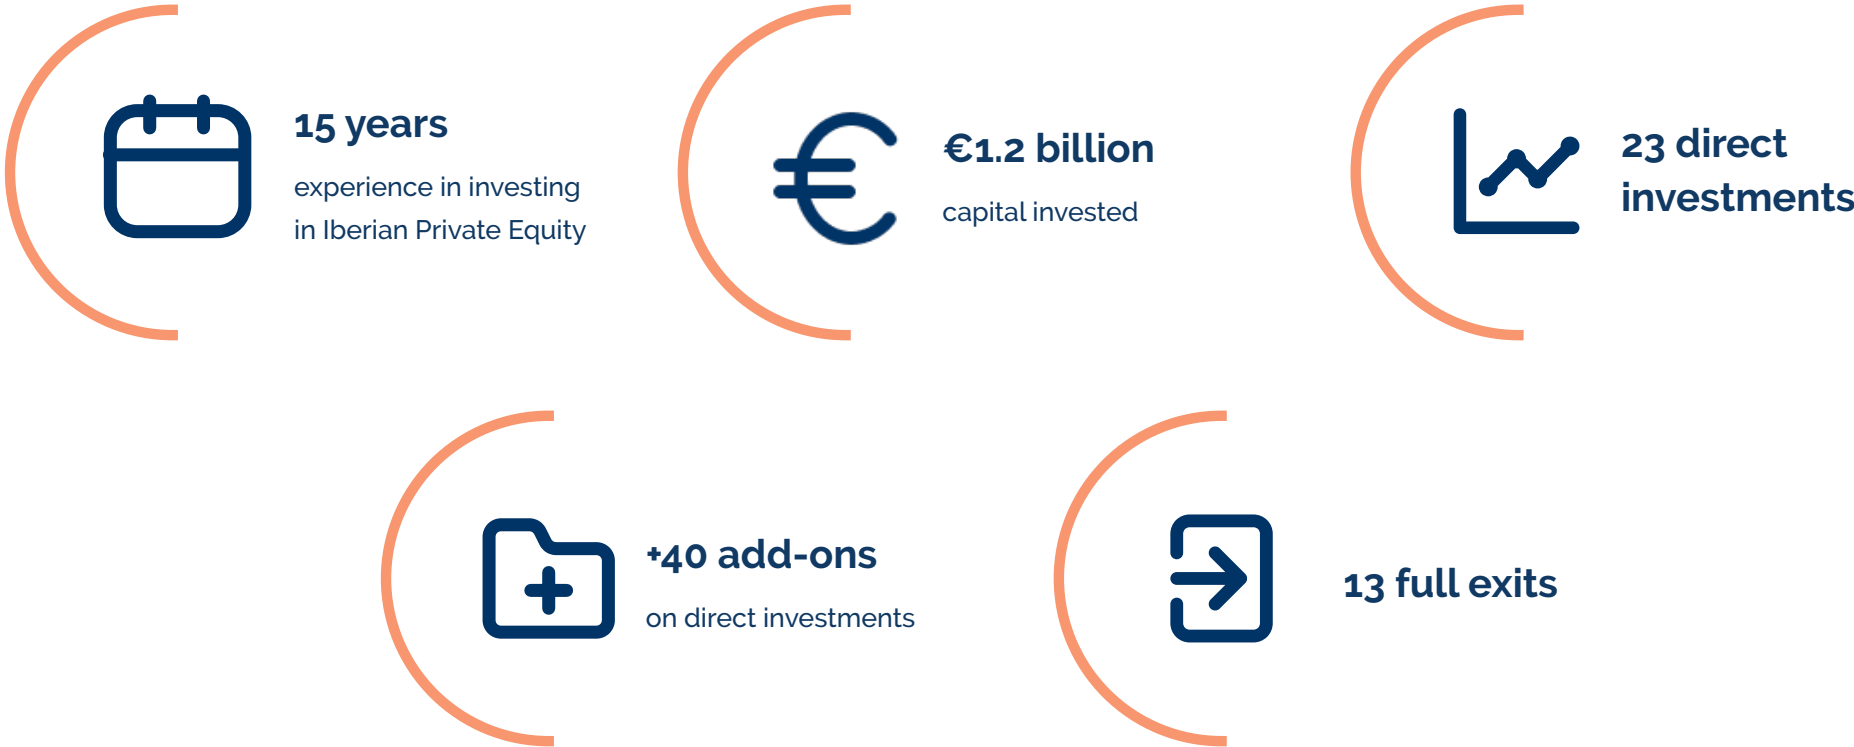 15 years
experience in investing
in Iberian Private Equity
€1.2 billion
capital invested
23 direct
investments
+40 add-ons
on direct investments
13 full exits